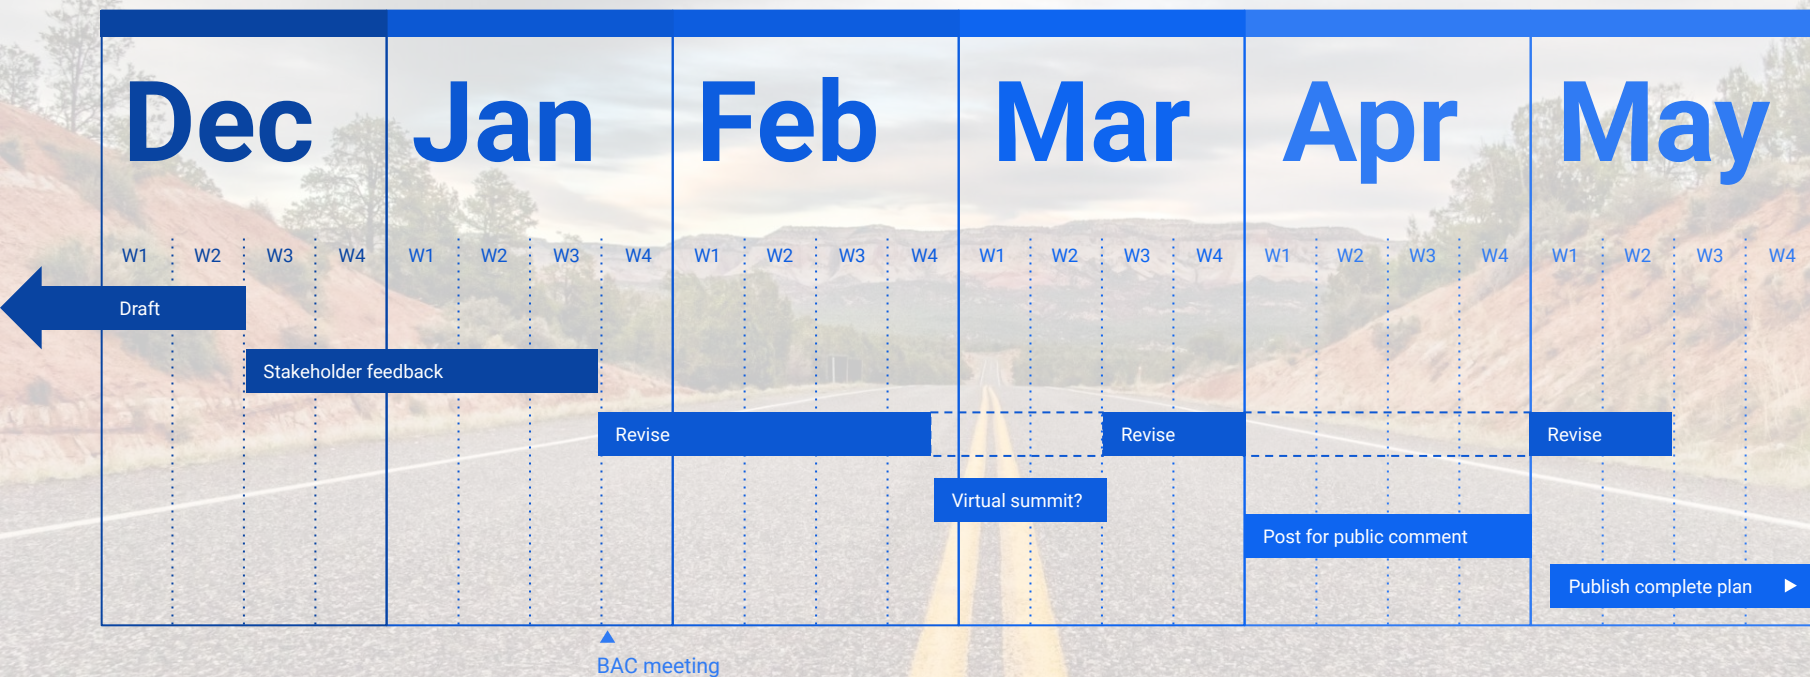 Dec Jan Feb Mar Apr May
W1 W2 W3 W4 W1 W2 W3 W4 W1 W2 W3 W4 W1 W2 W3 W4 W1 W2 W3 W4 W1 W2 W3 W4
Draft
Stakeholder feedback
Revise Revise Revise
Virtual summit?
Post for public comment
Publish complete plan
BAC meeting